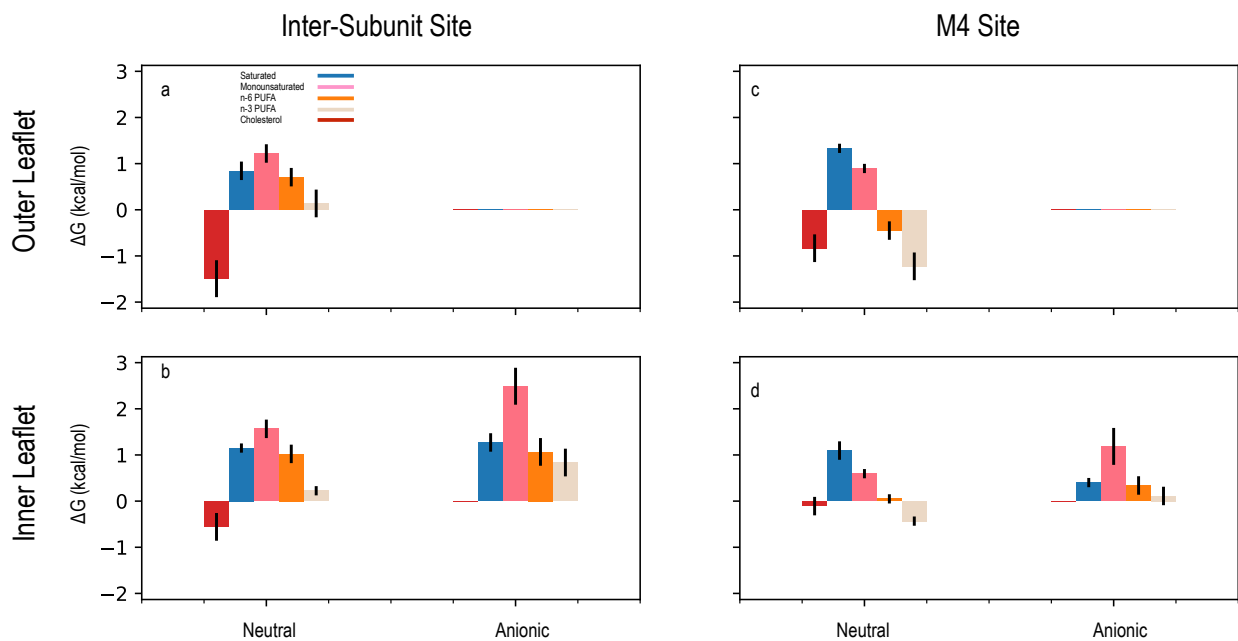 Inter-Subunit Site
M4 Site
Outer Leaflet
ΔG (kcal/mol)
3
2
1
0
−1
−2
a
Saturated
Monounsaturated
n-6 PUFA
n-3 PUFA
Cholesterol
c
Inner Leaflet
ΔG (kcal/mol)
3
2
1
0
−1
−2
b
d
Neutral
Anionic
Neutral
Anionic